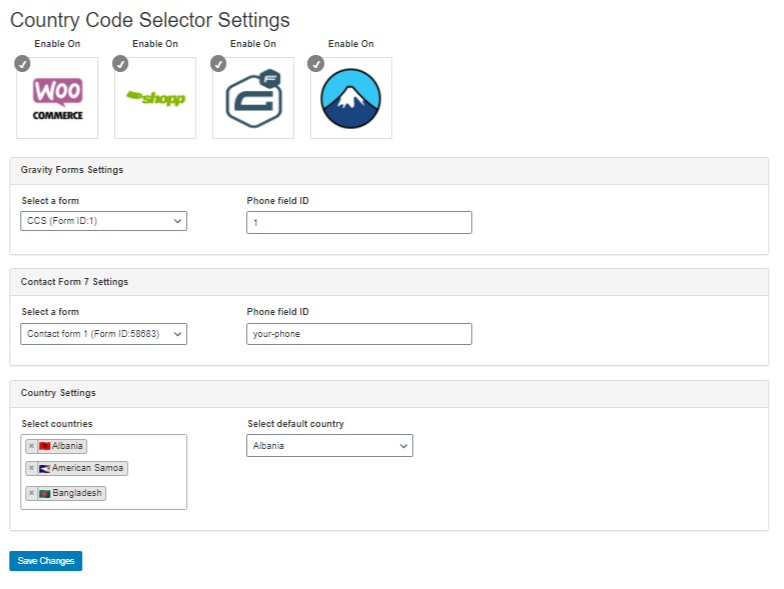 Country Code Selector Settings
Enable On Enable On Enable On Enable On
WOO COMMERCE
shopp
Gravity Forms Settings
Select a form Phone field ID
CCS (Form ID:1) 1
Contact Form 7 Settings
Select a form Phone field ID
Contact form 1 (Form ID:58683) your-phone
Country Settings
Select countries Select default country
× Albania Albania
× American Samoa
× Bangladesh
Save Changes